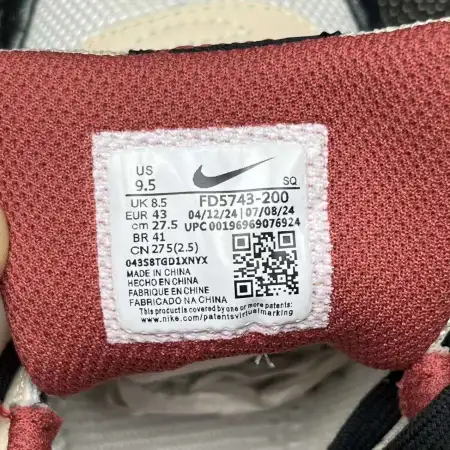 US
9.5
SQ
UK 8.5
EUR 43
cm 27.5
BR 41
CN 275(2.5)
FD5743-200
04/12/24 | 07/08/24
UPC 00196969076924
043S8TGD1XNYX
MADE IN CHINA
HECHO EN CHINA
FABRIQUE EN CHINE
FABRICADO NA CHINA
This product is covered by one or more patents:
www.nike.com/patentsvirtualmarking